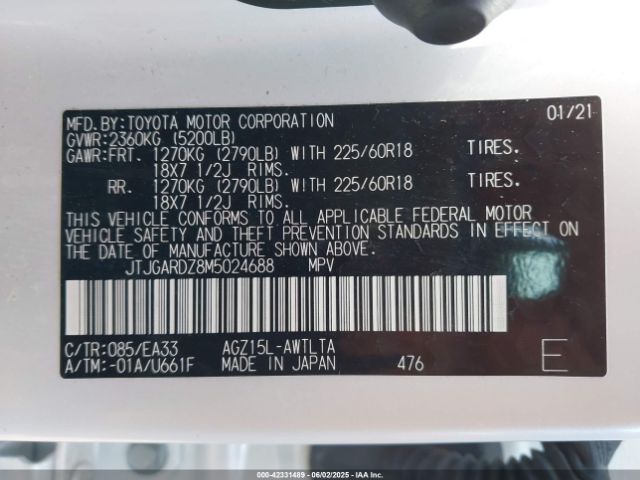 MFD.BY:TOYOTA MOTOR CORPORATION 01/21
GVWR:2360KG (5200LB)
GAWR:FRT. 1270KG (2790LB) WITH 225/60R18 TIRES.
18X7 1/2J RIMS.
RR. 1270KG (2790LB) WITH 225/60R18 TIRES.
18X7 1/2J RIMS.
THIS VEHICLE CONFORMS TO ALL APPLICABLE FEDERAL MOTOR
VEHICLE SAFETY AND THEFT PREVENTION STANDARDS IN EFFECT ON
THE DATE OF MANUFACTURE SHOWN ABOVE.
JTJGARDZ8M5024688 MPV
C/TR:085/EA33 AGZ15L-AWTLTA
A/TM:-01A/U661F MADE IN JAPAN 476 E
000-42331489 - 06/02/2025 - IAA Inc.